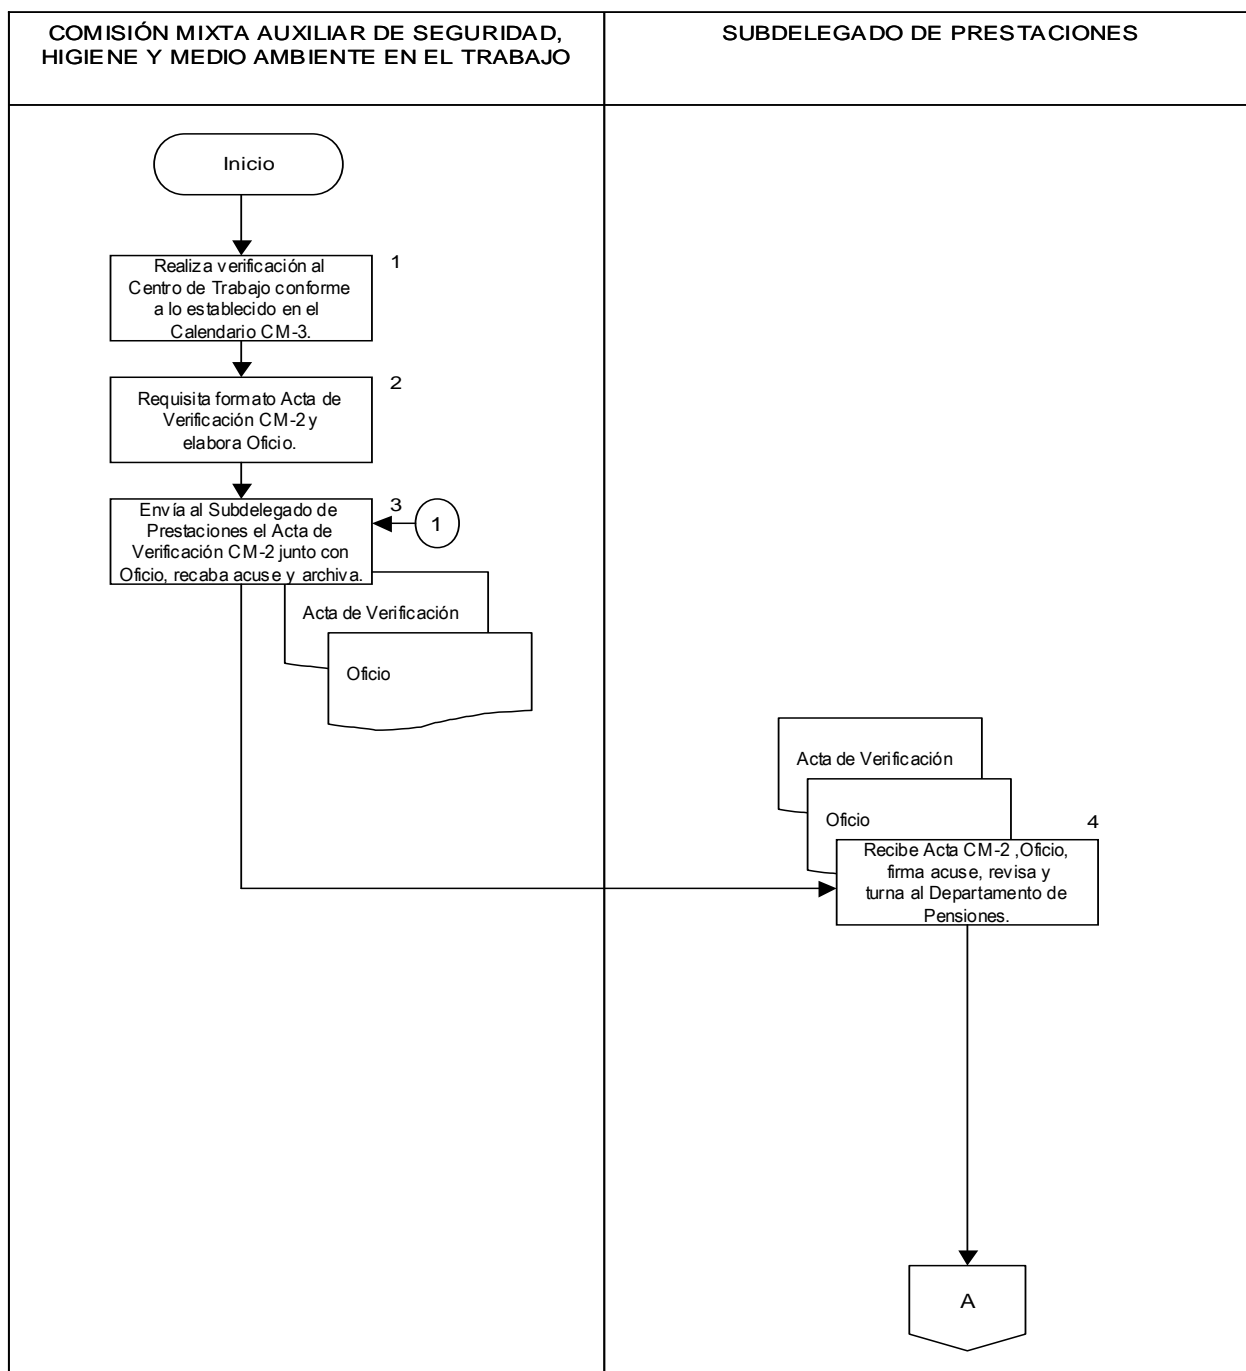 COMISIÓN MIXTA AUXILIAR DE SEGURIDAD,
HIGIENE Y MEDIO AMBIENTE EN EL TRABAJO
SUBDELEGADO DE PRESTACIONES
Inicio
1
Realiza verificación al
Centro de Trabajo conforme
a lo establecido en el
Calendario CM-3.
2
Requisita formato Acta de
Verificación CM-2 y
elabora Oficio.
3
Envía al Subdelegado de
Prestaciones el Acta de
Verificación CM-2 junto con
Oficio, recaba acuse y archiva.
1
Acta de Verificación
Oficio
Acta de Verificación
Oficio
4
Recibe Acta CM-2 ,Oficio,
firma acuse, revisa y
turna al Departamento de
Pensiones.
A